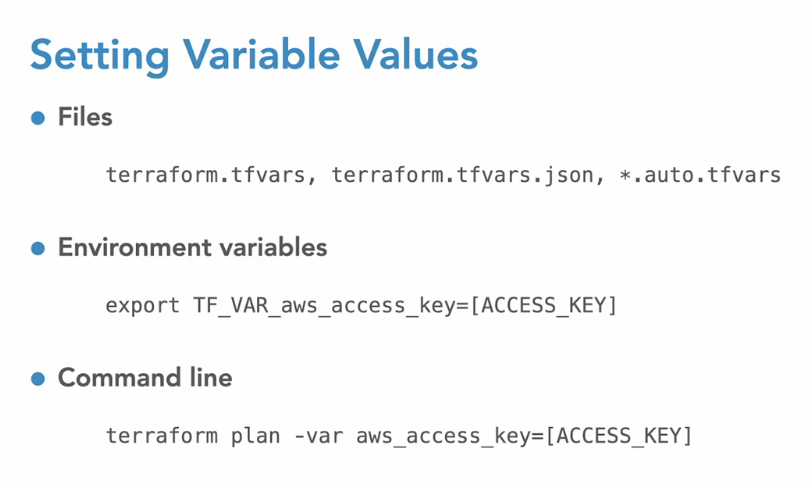 Setting Variable Values
Files
terraform.tfvars, terraform.tfvars.json, *.auto.tfvars
Environment variables
export TF_VAR_aws_access_key=[ACCESS_KEY]
Command line
terraform plan -var aws_access_key=[ACCESS_KEY]